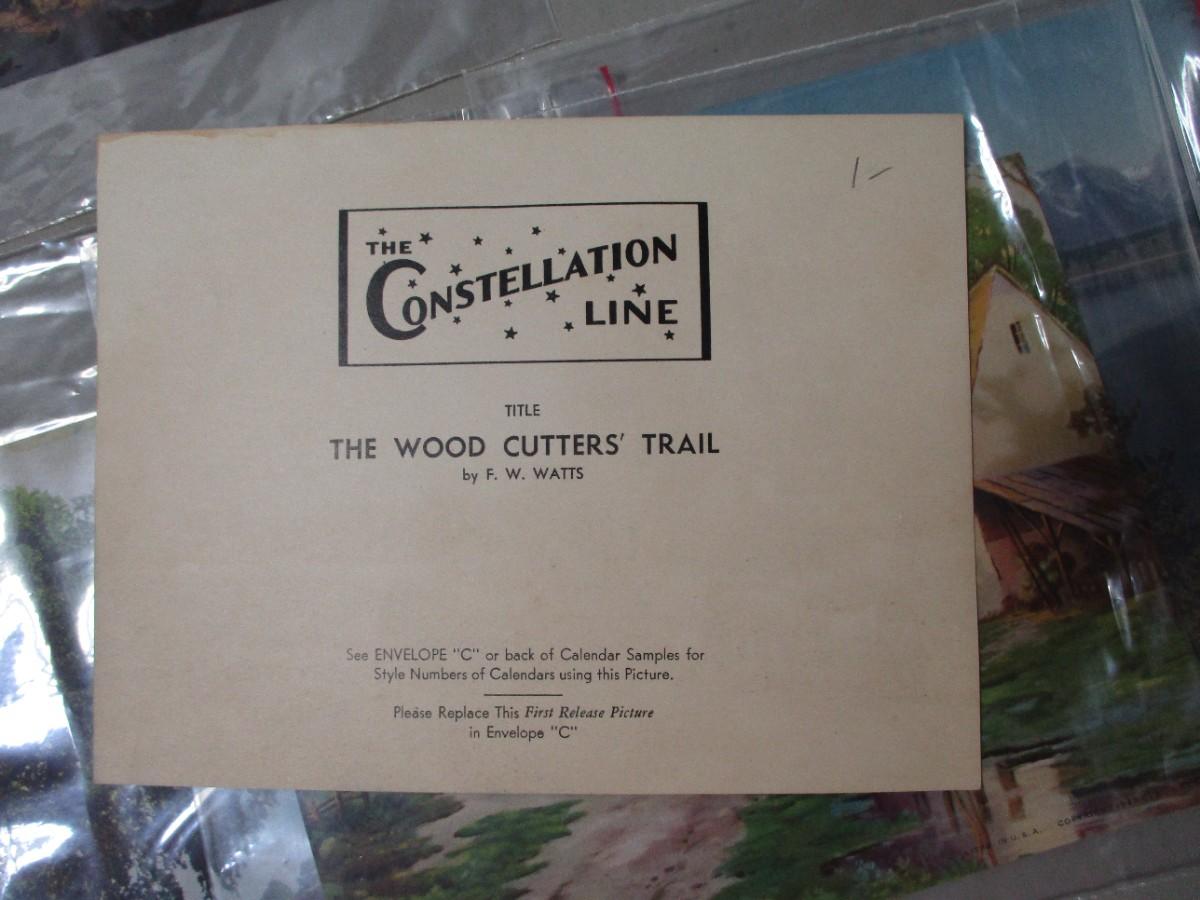 1-
THE
CONSTELLATION
LINE
TITLE
THE WOOD CUTTERS' TRAIL
by F. W. WATTS
See ENVELOPE "C" or back of Calendar Samples for
Style Numbers of Calendars using this Picture.
Please Replace This First Release Picture
in Envelope "C"
IN U.S.A.